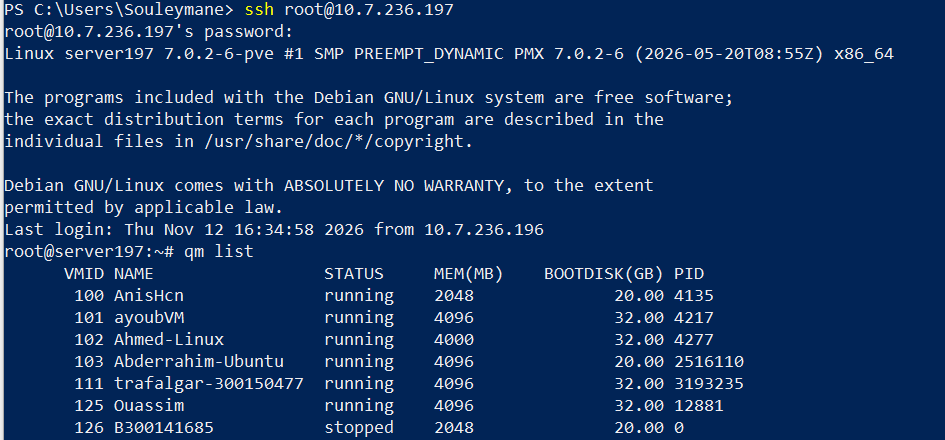 PS C:\Users\Souleymane> ssh root@10.7.236.197
root@10.7.236.197's password:
Linux server197 7.0.2-6-pve #1 SMP PREEMPT_DYNAMIC PMX 7.0.2-6 (2026-05-20T08:55Z) x86_64

The programs included with the Debian GNU/Linux system are free software;
the exact distribution terms for each program are described in the
individual files in /usr/share/doc/*/copyright.

Debian GNU/Linux comes with ABSOLUTELY NO WARRANTY, to the extent
permitted by applicable law.
Last login: Thu Nov 12 16:34:58 2026 from 10.7.236.196
root@server197:~# qm list
      VMID NAME                 STATUS     MEM(MB)    BOOTDISK(GB) PID
       100 AnisHcn              running    2048              20.00 4135
       101 ayoubVM              running    4096              32.00 4217
       102 Ahmed-Linux          running    4000              32.00 4277
       103 Abderrahim-Ubuntu    running    4096              20.00 2516110
       111 trafalgar-300150477  running    4096              32.00 3193235
       125 Ouassim              running    4096              32.00 12881
       126 B300141685           stopped    2048              20.00 0